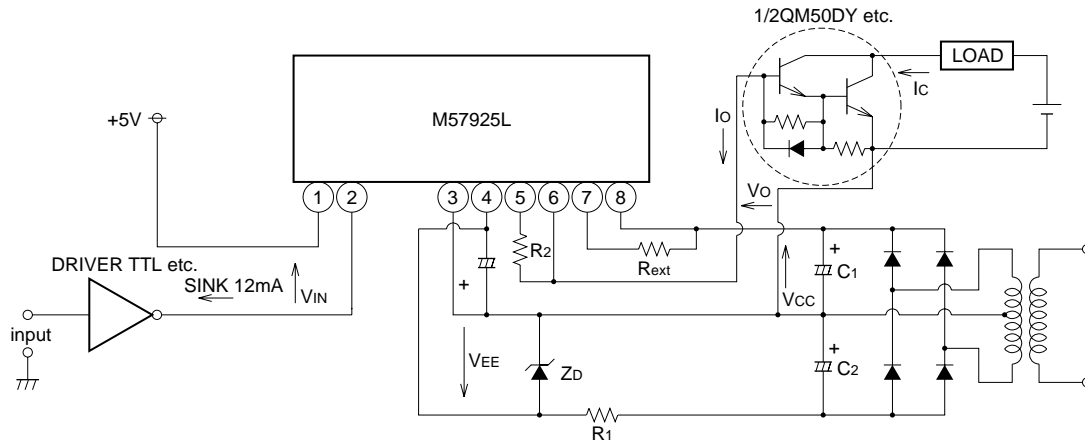 1/2QM50DY etc.
LOAD
IC
+5V
M57925L
IO
VO
1 2 3 4 5 6 7 8
R2
Rext
+
C1
DRIVER TTL etc.
SINK 12mA
VIN
+
VCC
input
VEE
ZD
+
C2
R1